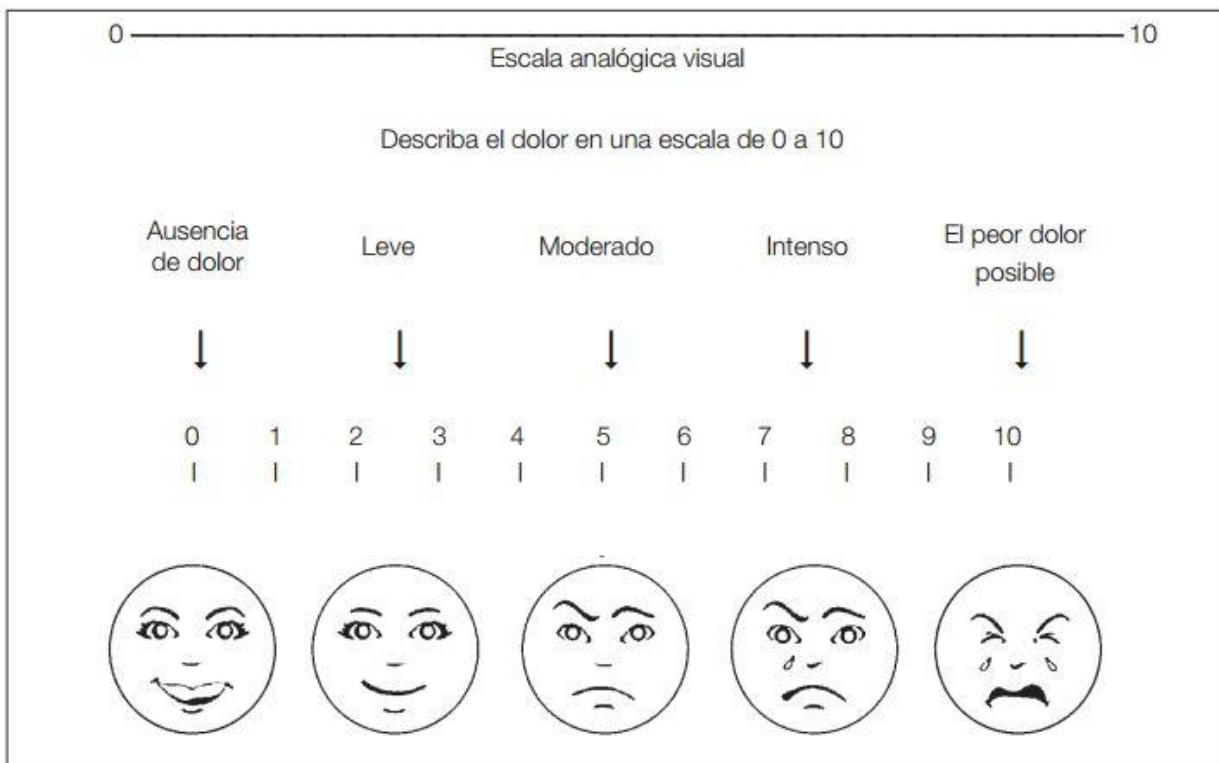 0 10
Escala analógica visual
Describa el dolor en una escala de 0 a 10
Ausencia
de dolor
Leve
Moderado
Intenso
El peor dolor
posible
0 1 2 3 4 5 6 7 8 9 10